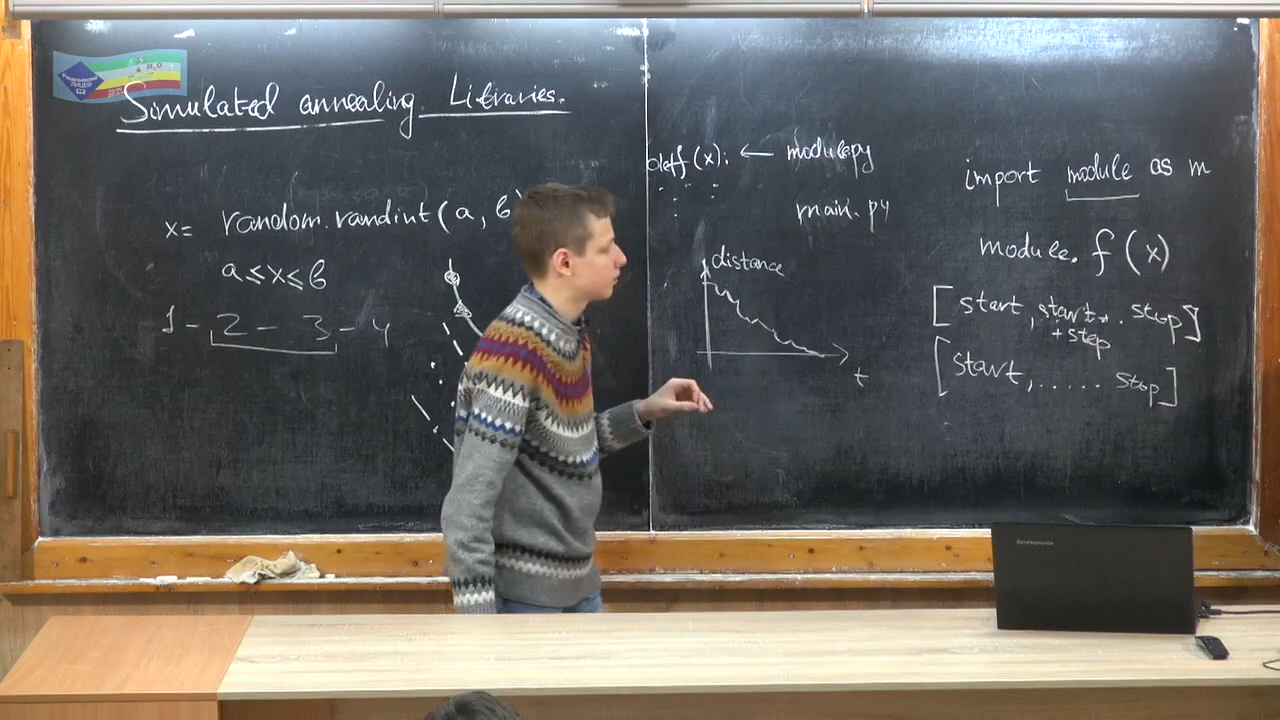 Simulated annealing. Libraries.
x= random.randint(a, b)
a≤x≤b
1 - 2 - 3 - 4
def f(x): ← module.py
main.py
distance
t
import module as m
module. f(x)
[start, start+ .. stop]
+step
[start, ..... stop]
lenovo